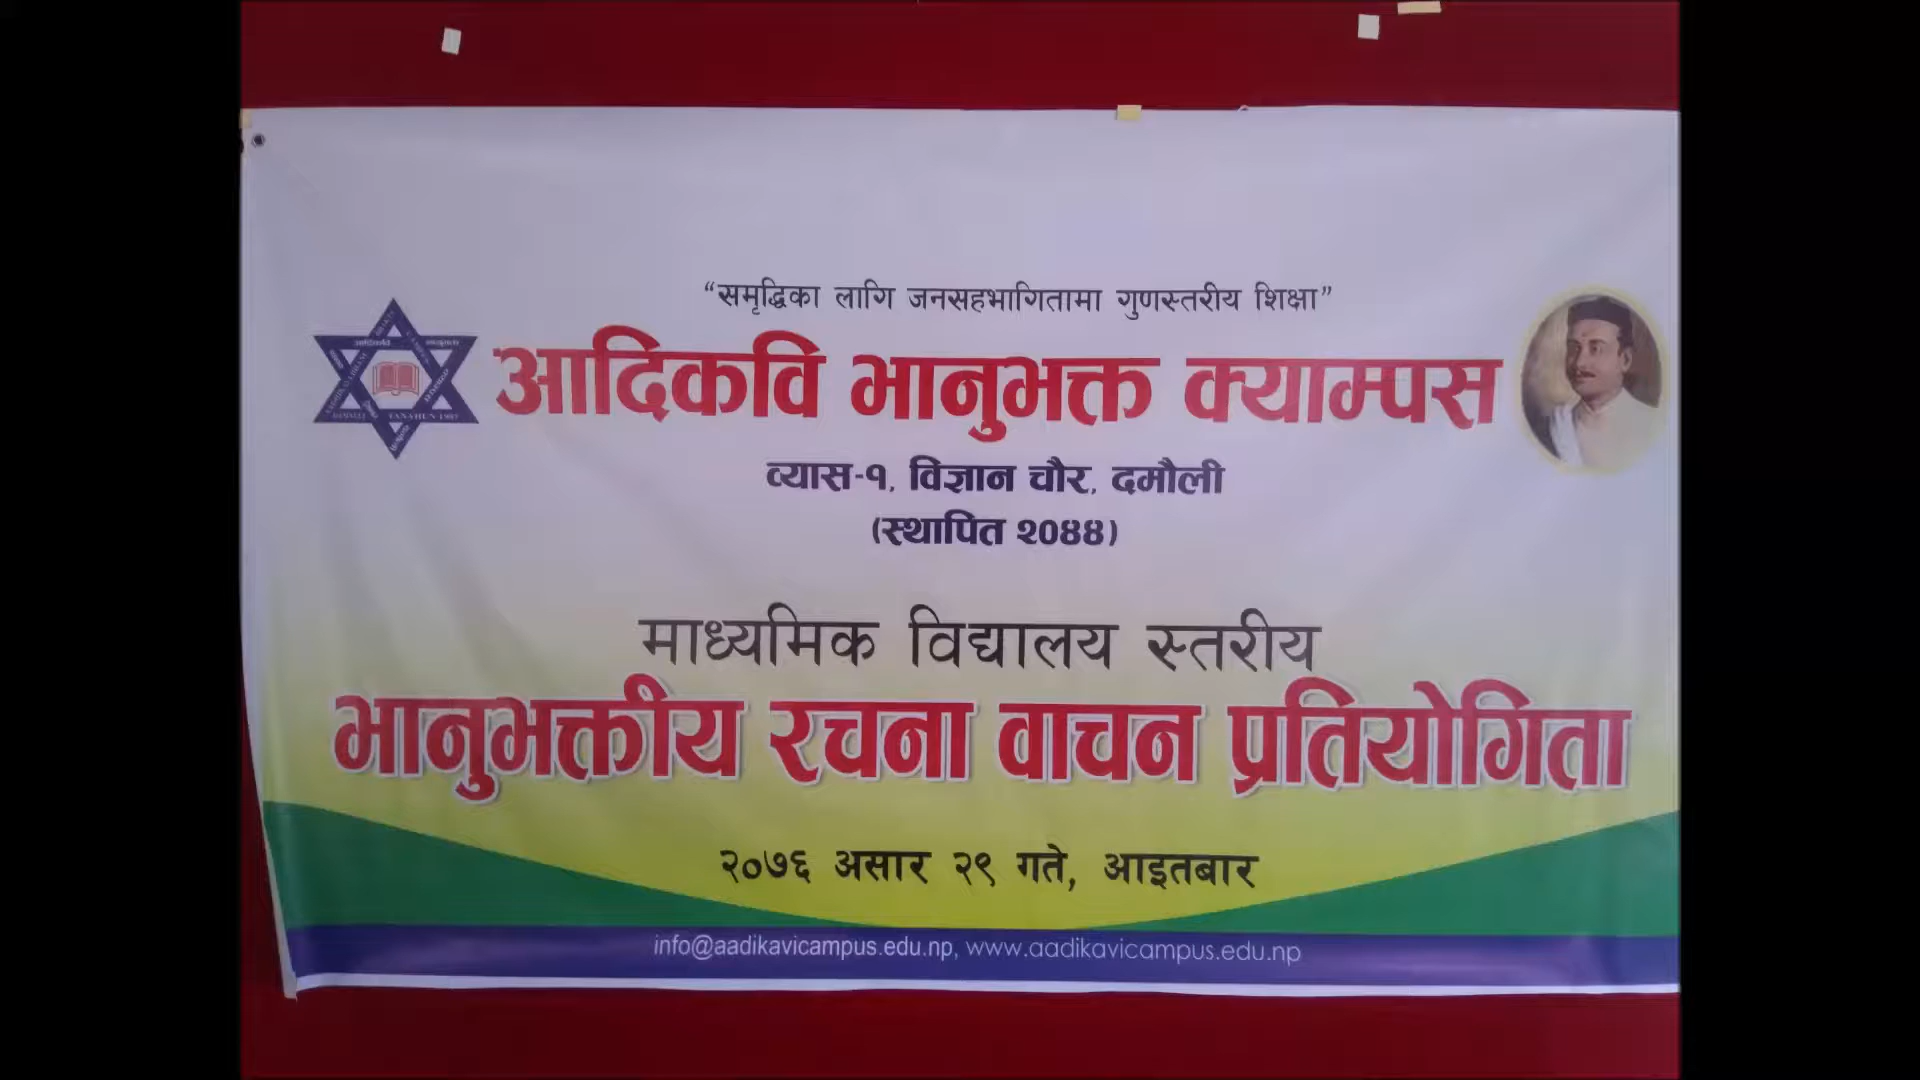 “समृद्धिका लागि जनसहभागितामा गुणस्तरीय शिक्षा”
आदिकवि भानुभक्त क्याम्पस
व्यास-१, विज्ञान चौर, दमौली
(स्थापित २०४४)
माध्यमिक विद्यालय स्तरीय
भानुभक्तीय रचना वाचन प्रतियोगिता
२०७६ असार २९ गते, आइतबार
info@aadikavicampus.edu.np, www.aadikavicampus.edu.np